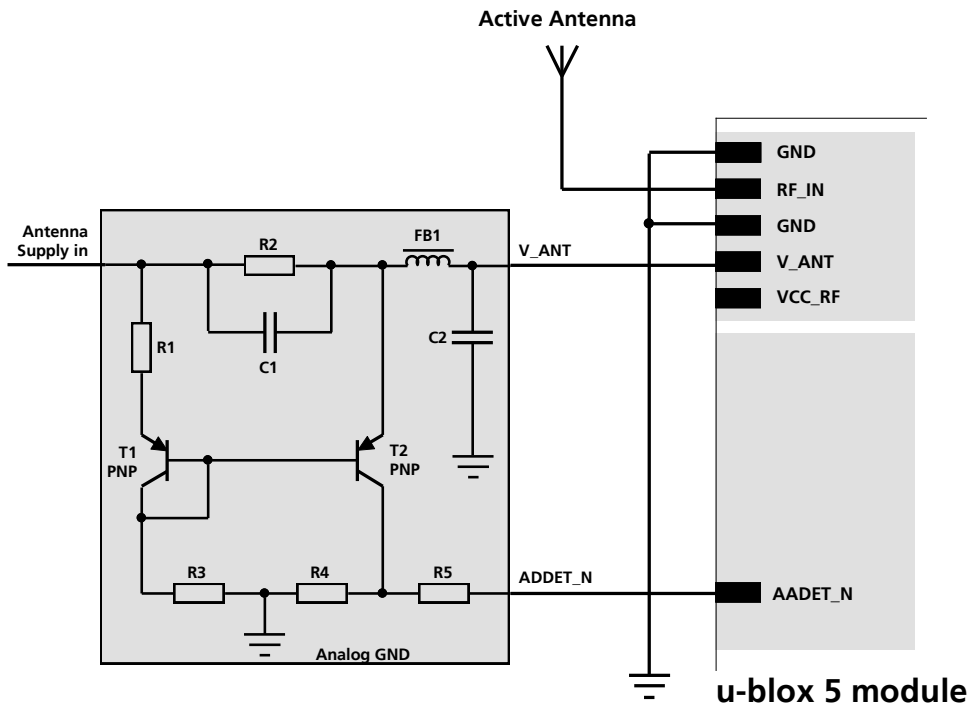 Active Antenna
GND
RF_IN
GND
V_ANT
VCC_RF
Antenna
Supply in
R2
FB1
V_ANT
R1
C1
C2
T1
PNP
T2
PNP
R3
R4
R5
ADDET_N
AADET_N
Analog GND
u-blox 5 module